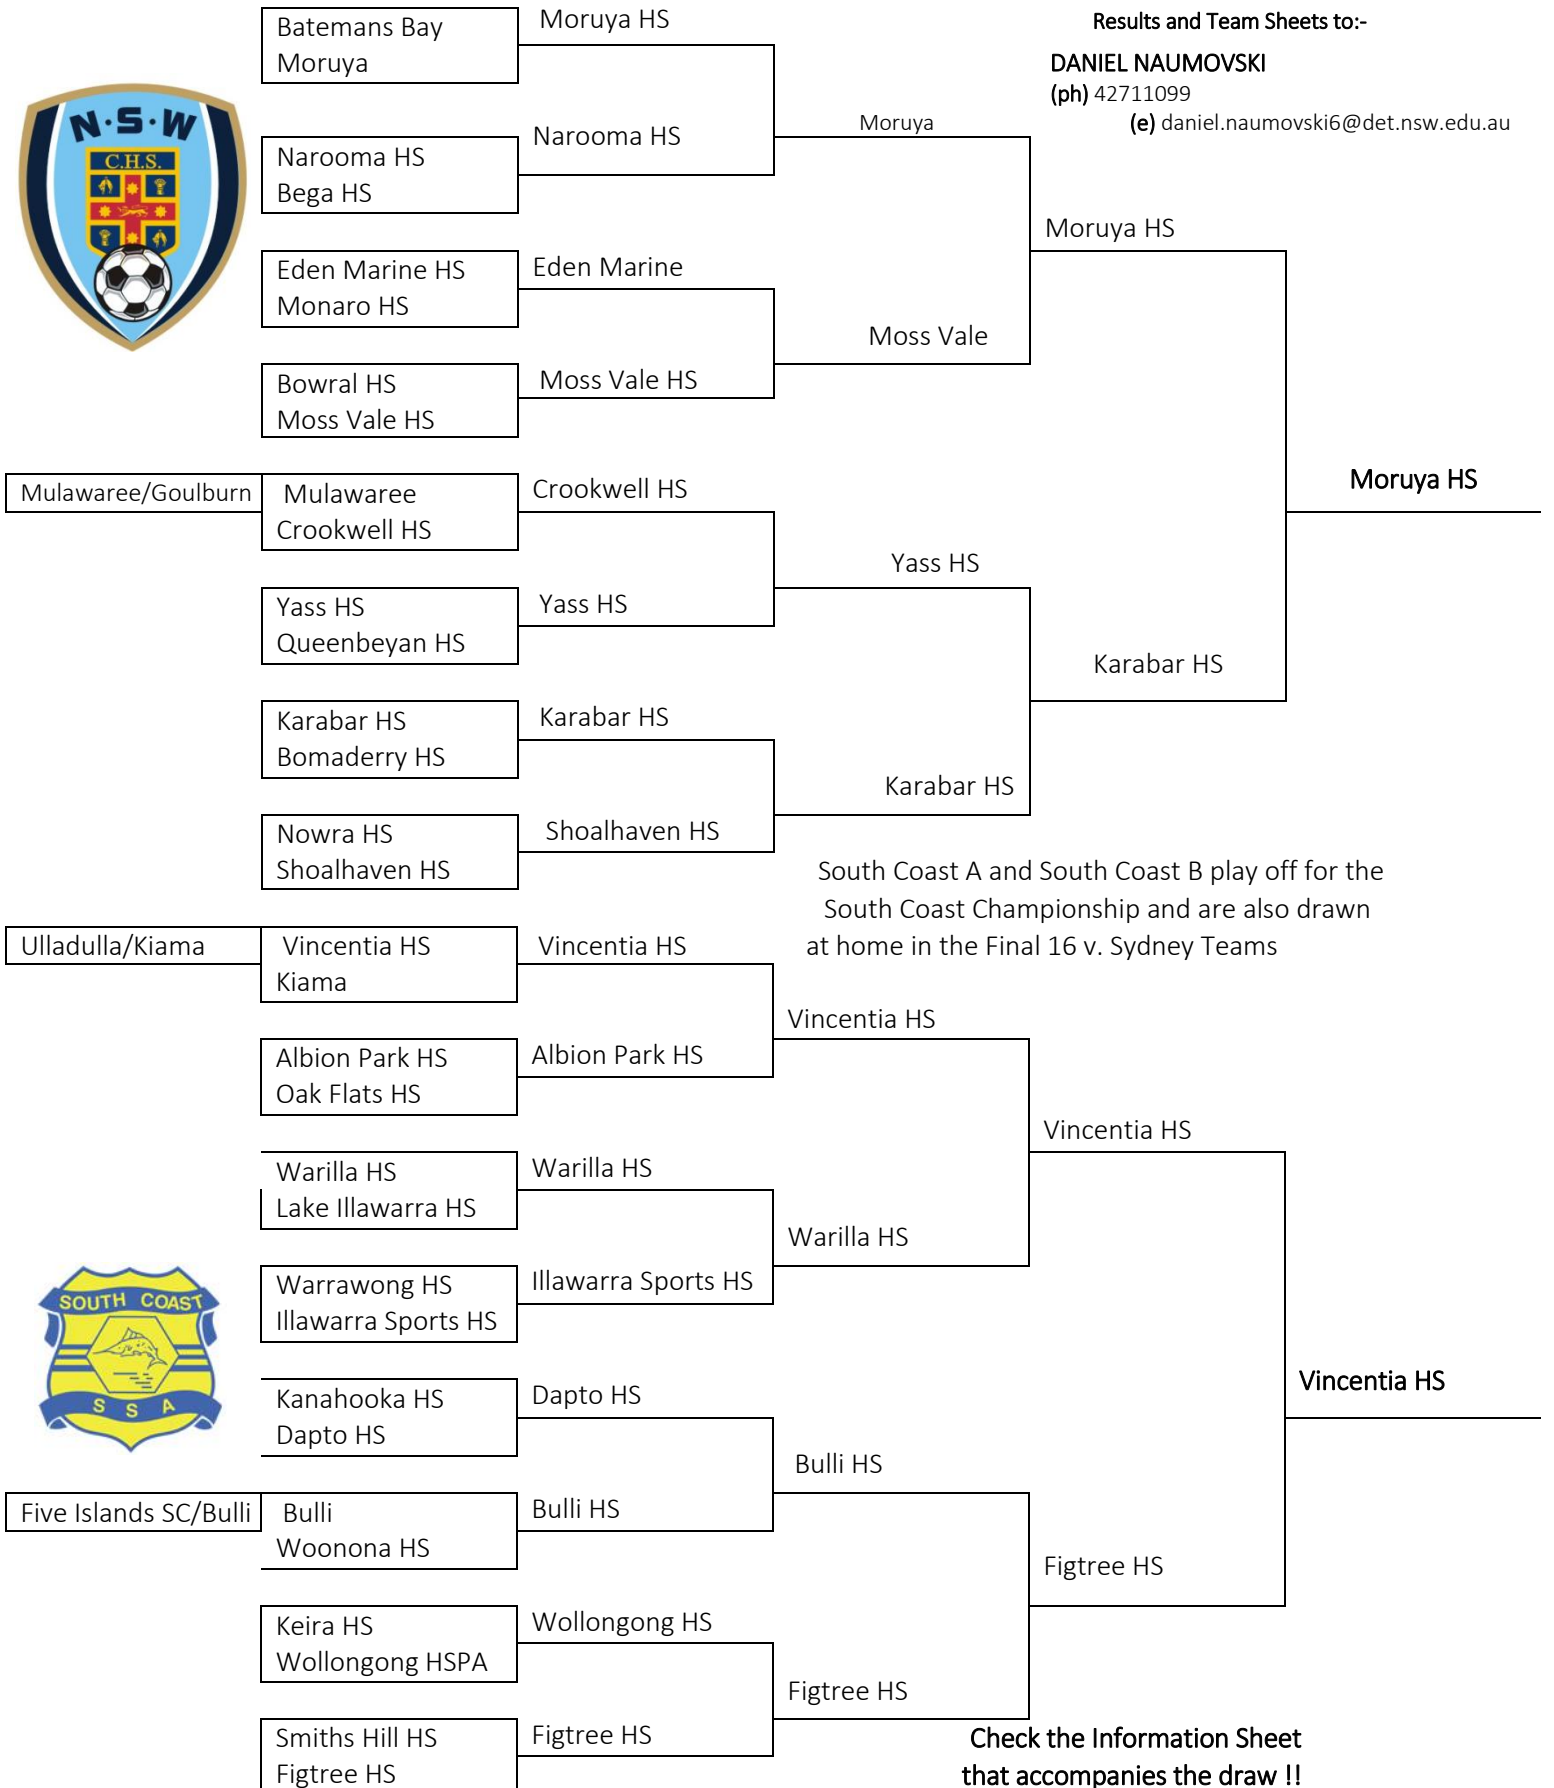 Batemans Bay
Moruya
Moruya HS
Results and Team Sheets to:-
DANIEL NAUMOVSKI
(ph) 42711099
(e) daniel.naumovski6@det.nsw.edu.au
N·S·W
C.H.S.
Narooma HS
Bega HS
Narooma HS
Moruya
Eden Marine HS
Monaro HS
Eden Marine
Moruya HS
Moss Vale
Bowral HS
Moss Vale HS
Moss Vale HS
Mulawaree/Goulburn
Mulawaree
Crookwell HS
Crookwell HS
Moruya HS
Yass HS
Yass HS
Queenbeyan HS
Yass HS
Karabar HS
Karabar HS
Bomaderry HS
Karabar HS
Karabar HS
Nowra HS
Shoalhaven HS
Shoalhaven HS
South Coast A and South Coast B play off for the
South Coast Championship and are also drawn
at home in the Final 16 v. Sydney Teams
Ulladulla/Kiama
Vincentia HS
Kiama
Vincentia HS
Vincentia HS
Albion Park HS
Oak Flats HS
Albion Park HS
Vincentia HS
Warilla HS
Lake Illawarra HS
Warilla HS
Warilla HS
Warrawong HS
Illawarra Sports HS
Illawarra Sports HS
SOUTH COAST
S S A
Kanahooka HS
Dapto HS
Dapto HS
Vincentia HS
Bulli HS
Five Islands SC/Bulli
Bulli
Woonona HS
Bulli HS
Figtree HS
Keira HS
Wollongong HSPA
Wollongong HS
Figtree HS
Smiths Hill HS
Figtree HS
Figtree HS
Check the Information Sheet
that accompanies the draw !!